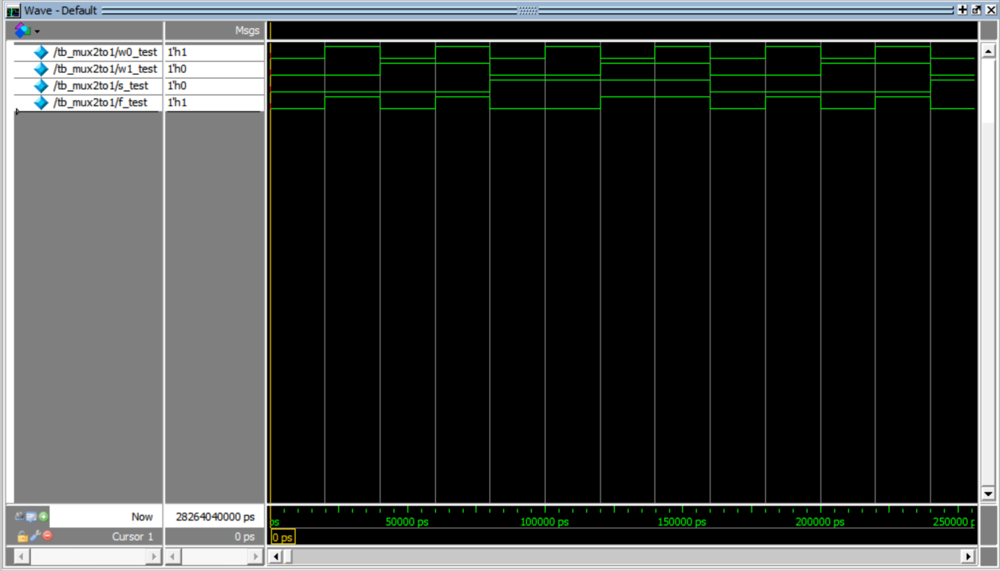 Wave - Default
Msgs
/tb_mux2to1/w0_test 1'h1
/tb_mux2to1/w1_test 1'h0
/tb_mux2to1/s_test 1'h0
/tb_mux2to1/f_test 1'h1
Now 28264040000 ps
ps 50000 ps 100000 ps 150000 ps 200000 ps 250000 p
Cursor 1 0 ps
0 ps